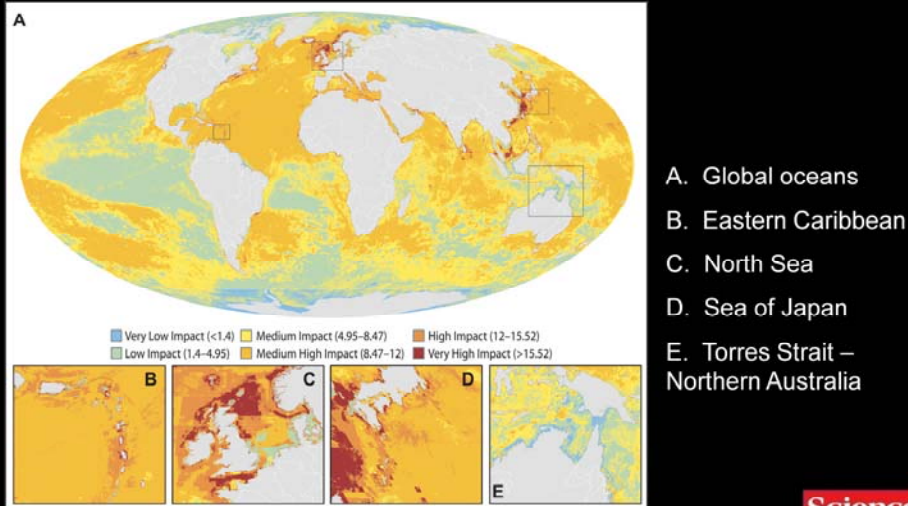 A
A. Global oceans
B. Eastern Caribbean
C. North Sea
D. Sea of Japan
E. Torres Strait –
Northern Australia
Very Low Impact (<1.4)
Medium Impact (4.95–8.47)
High Impact (12–15.52)
Low Impact (1.4–4.95)
Medium High Impact (8.47–12)
Very High Impact (>15.52)
B
C
D
E